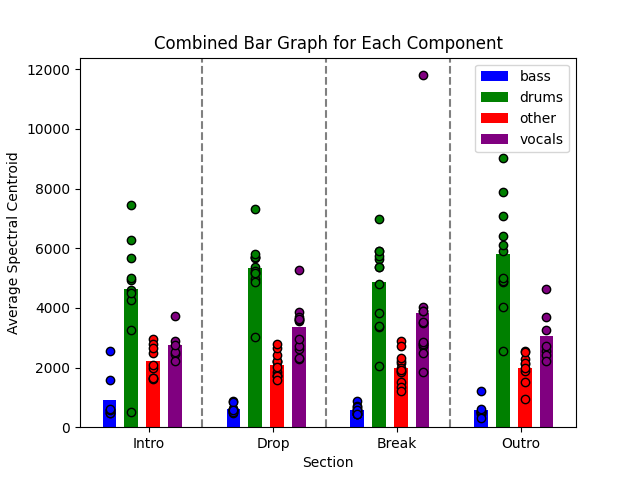 Combined Bar Graph for Each Component
12000
10000
8000
6000
4000
2000
0
Average Spectral Centroid
bass
drums
other
vocals
Intro
Drop
Break
Outro
Section